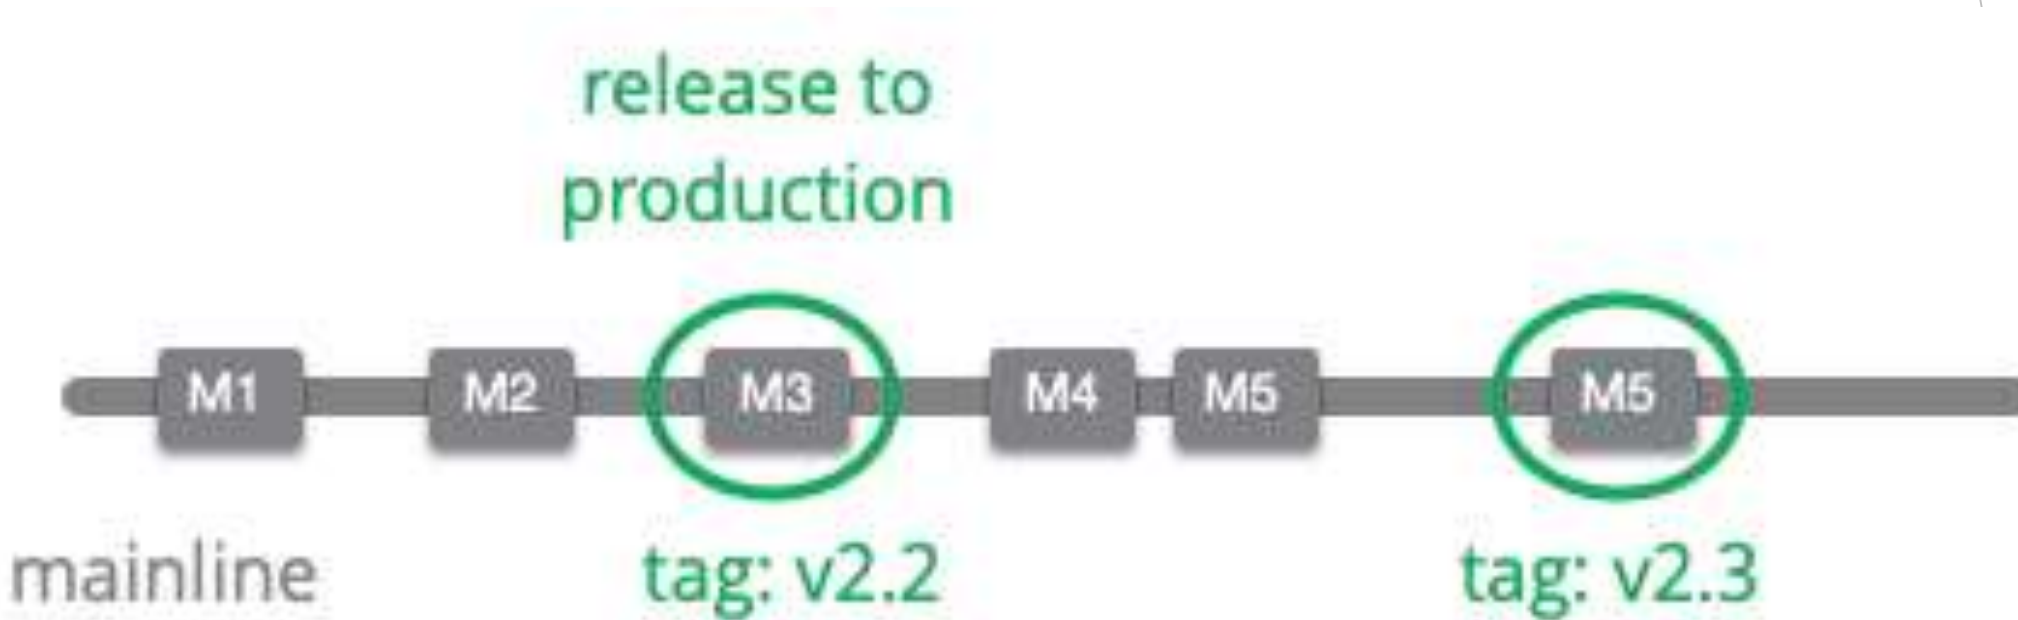 release to
production
M1 M2 M3 M4 M5 M5
mainline tag: v2.2 tag: v2.3